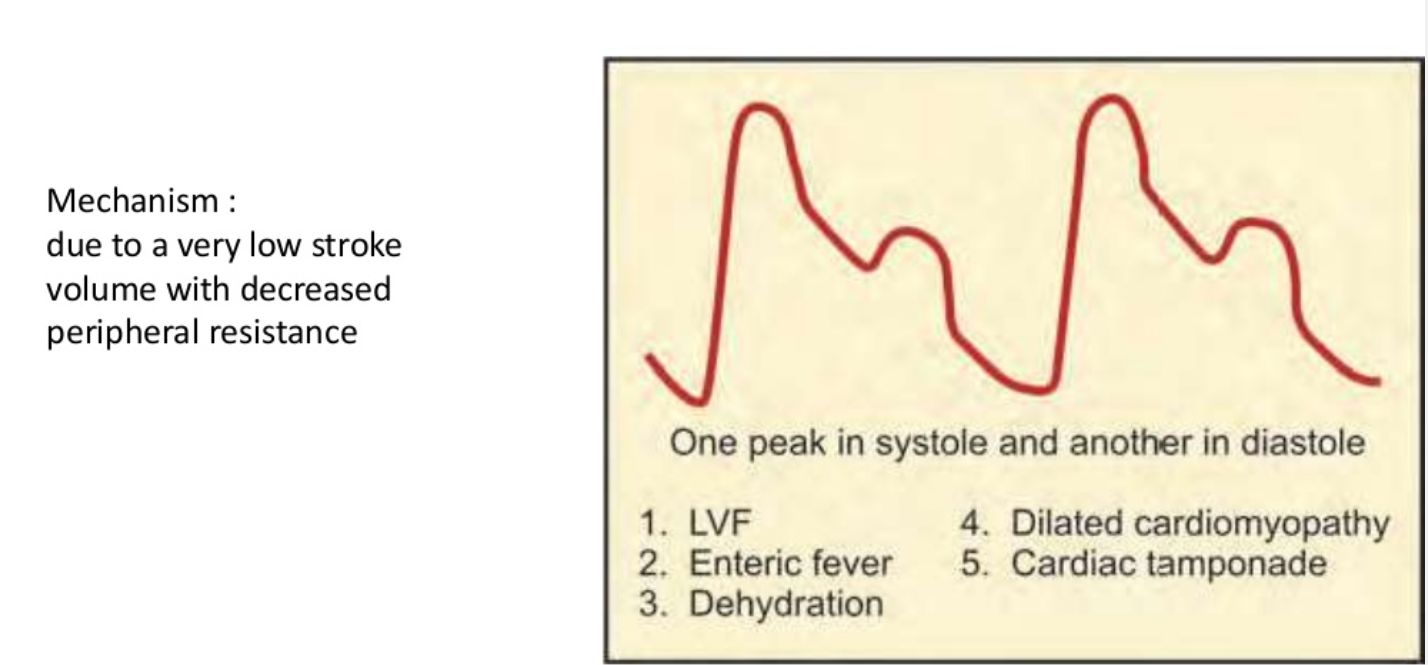 Mechanism :
due to a very low stroke
volume with decreased
peripheral resistance
One peak in systole and another in diastole
1. LVF
2. Enteric fever
3. Dehydration
4. Dilated cardiomyopathy
5. Cardiac tamponade